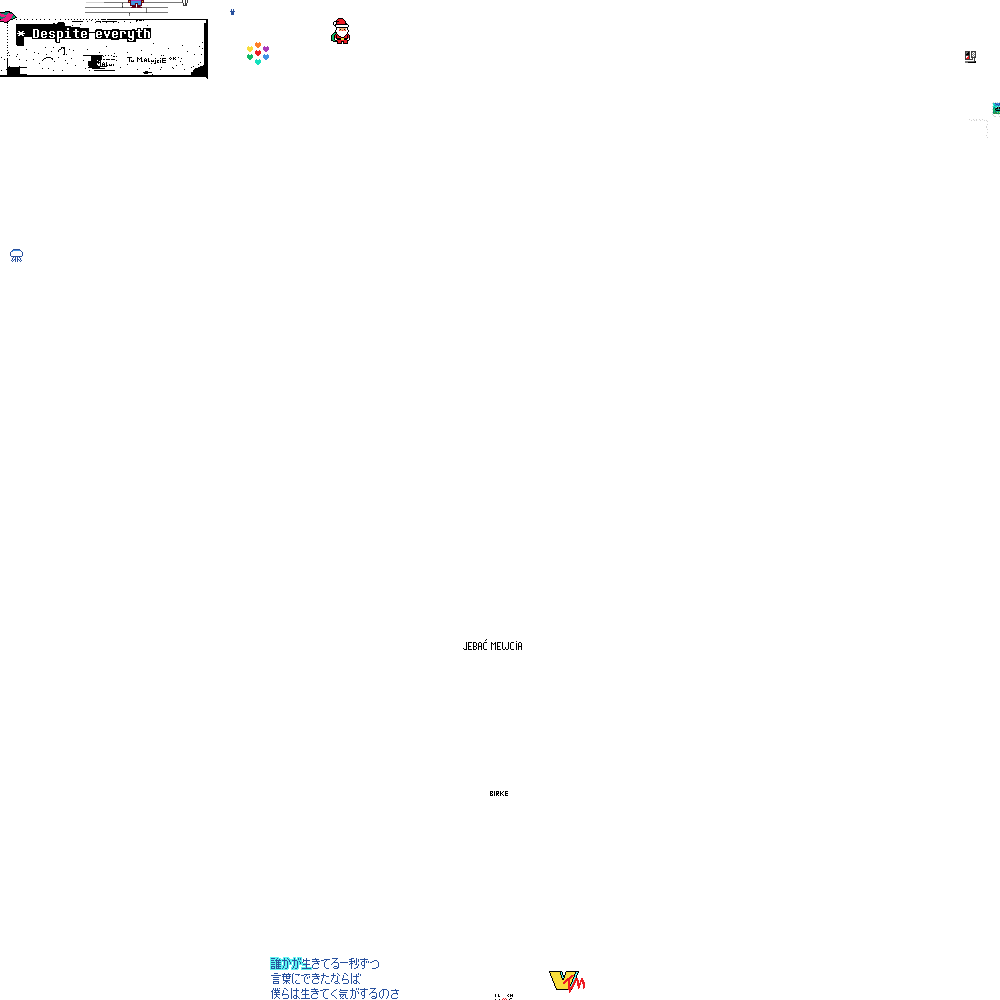 * Despite everyth
Tu MALujciE
JEBAĆ MEWCIA
BIRKE
誰かが生きてる一秒ずつ
言葉にできたならば
僕らは生きてく気がするのさ